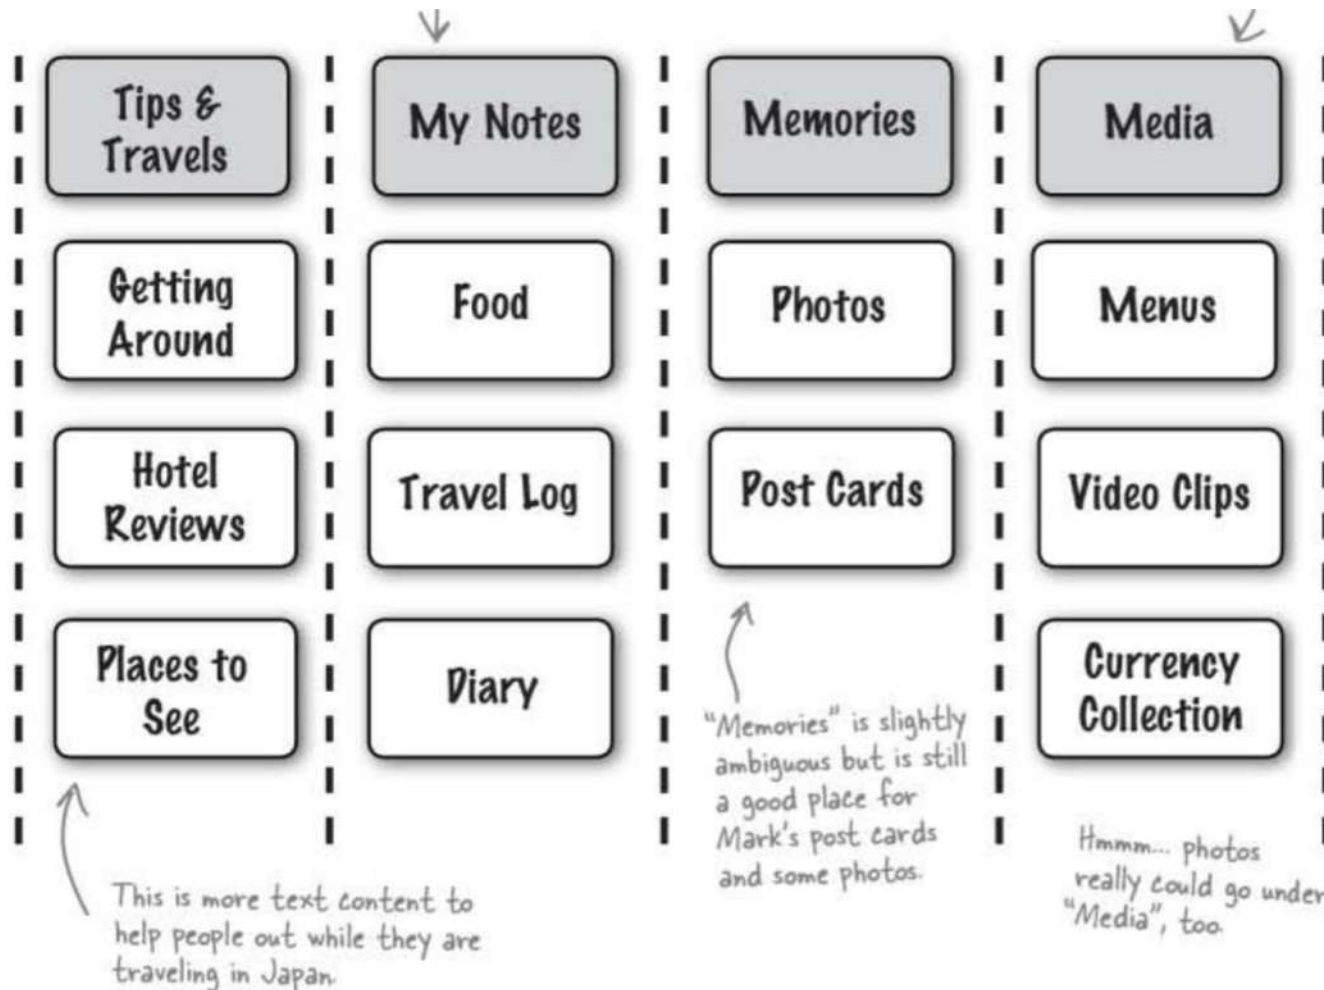 Tips &
Travels
My Notes
Memories
Media
Getting
Around
Food
Photos
Menus
Hotel
Reviews
Travel Log
Post Cards
Video Clips
Places to
See
Diary
Currency
Collection
"Memories" is slightly
ambiguous but is still
a good place for
Mark's post cards
and some photos.
Hmmm... photos
really could go under
"Media", too.
This is more text content to
help people out while they are
traveling in Japan.